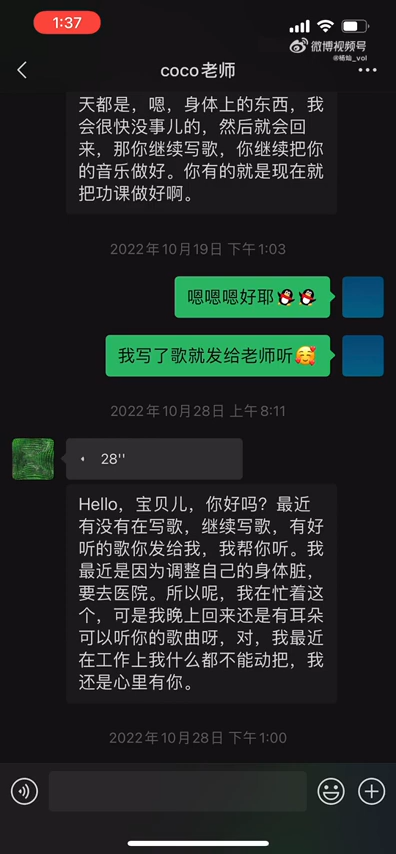 1:37
微博视频号
@杨灿_vol
coco老师
天都是，嗯，身体上的东西，我
会很快没事儿的，然后就会回
来，那你继续写歌，你继续把你
的音乐做好。你有的就是现在就
把功课做好啊。
2022年10月19日 下午1:03
嗯嗯嗯好耶🐧🐧
我写了歌就发给老师听🥰
2022年10月28日 上午8:11
28''
Hello，宝贝儿，你好吗？最近
有没有在写歌，继续写歌，有好
听的歌你发给我，我帮你听。我
最近是因为调整自己的身体脏，
要去医院。所以呢，我在忙着这
个，可是我晚上回来还是有耳朵
可以听你的歌曲呀，对，我最近
在工作上我什么都不能动把，我
还是心里有你。
2022年10月28日 下午1:00